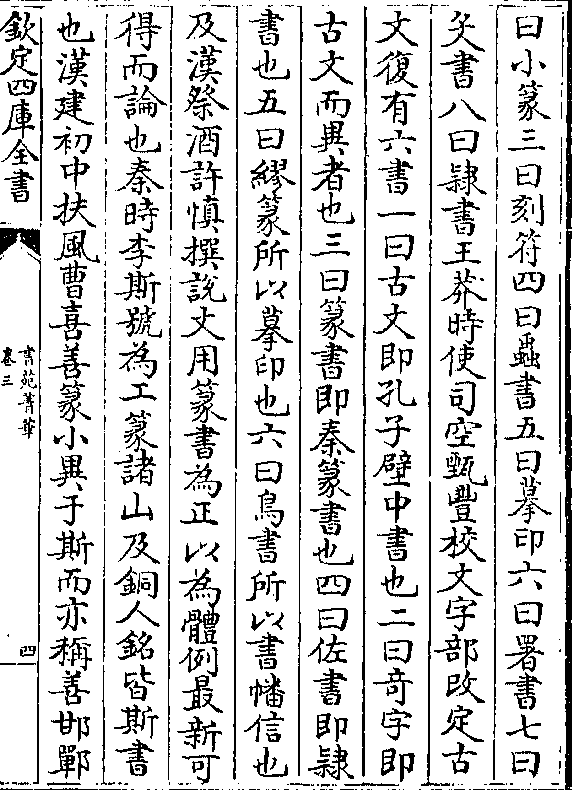 曰小篆三曰刻符四曰蟲書五曰摹印六曰署書七曰
殳書八曰隸書王莽時使司空甄豐校文字部改定古
文復有六書一曰古文即孔子壁中書也二曰竒字即
古文而異者也三曰篆書即秦篆書也四曰佐書即隸
書也五曰繆篆所以摹印也六曰鳥書所以書幡信也
及漢祭酒許慎撰說文用篆書為正以為體例最新可
得而論也秦時李斯號為工篆諸山及銅人銘皆斯書
也漢建初中扶風曹喜善篆小異于斯而亦稱善邯鄲
欽定四庫全書
書苑菁華
卷三
四